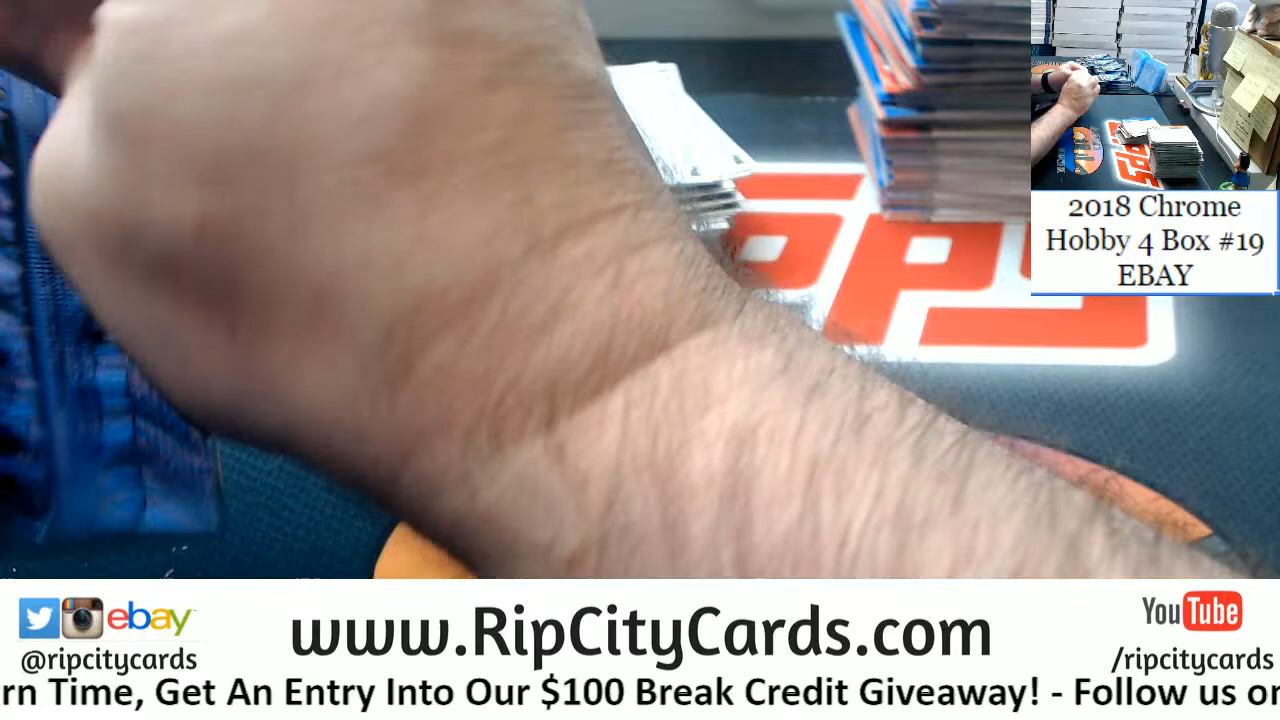 PPS
2018 Chrome
Hobby 4 Box #19
EBAY
ebay
www.RipCityCards.com
YouTube
@ripcitycards
/ripcitycards
rn Time, Get An Entry Into Our $100 Break Credit Giveaway! - Follow us or